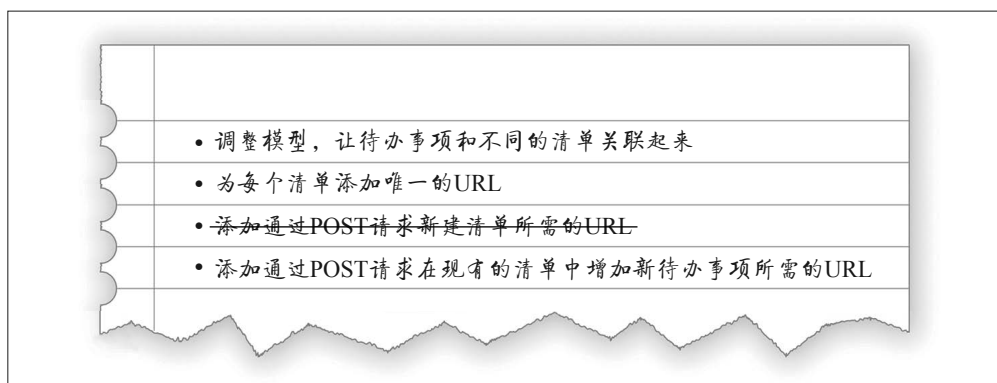 • 调整模型，让待办事项和不同的清单关联起来
• 为每个清单添加唯一的URL
• 添加通过POST请求新建清单所需的URL
• 添加通过POST请求在现有的清单中增加新待办事项所需的URL